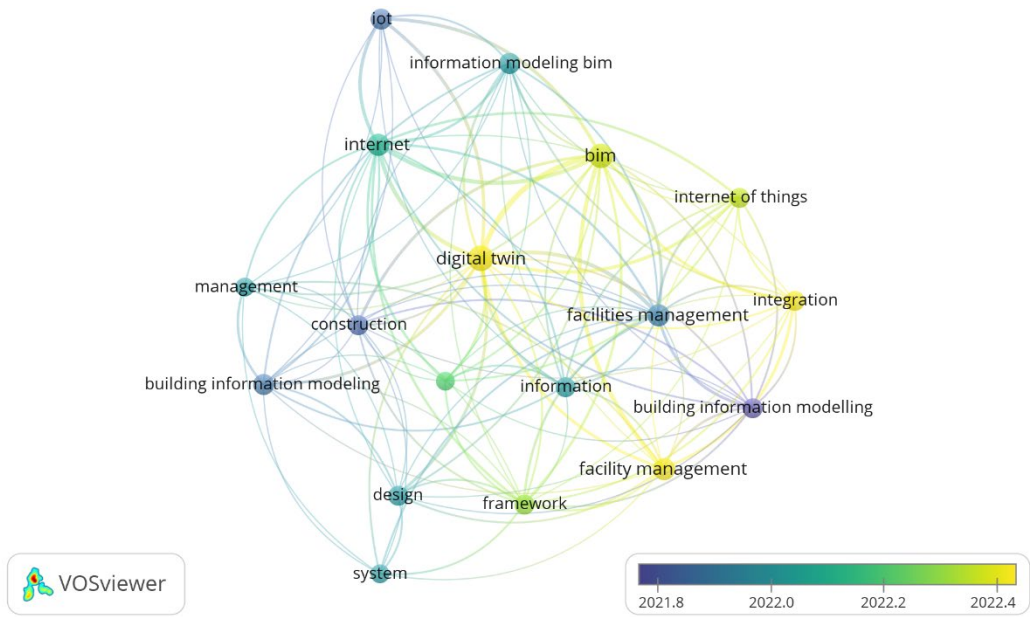 iot
information modeling bim
internet
bim
internet of things
digital twin
management
integration
facilities management
construction
building information modeling
information
building information modelling
facility management
design
framework
system
VOSviewer
2021.8 2022.0 2022.2 2022.4